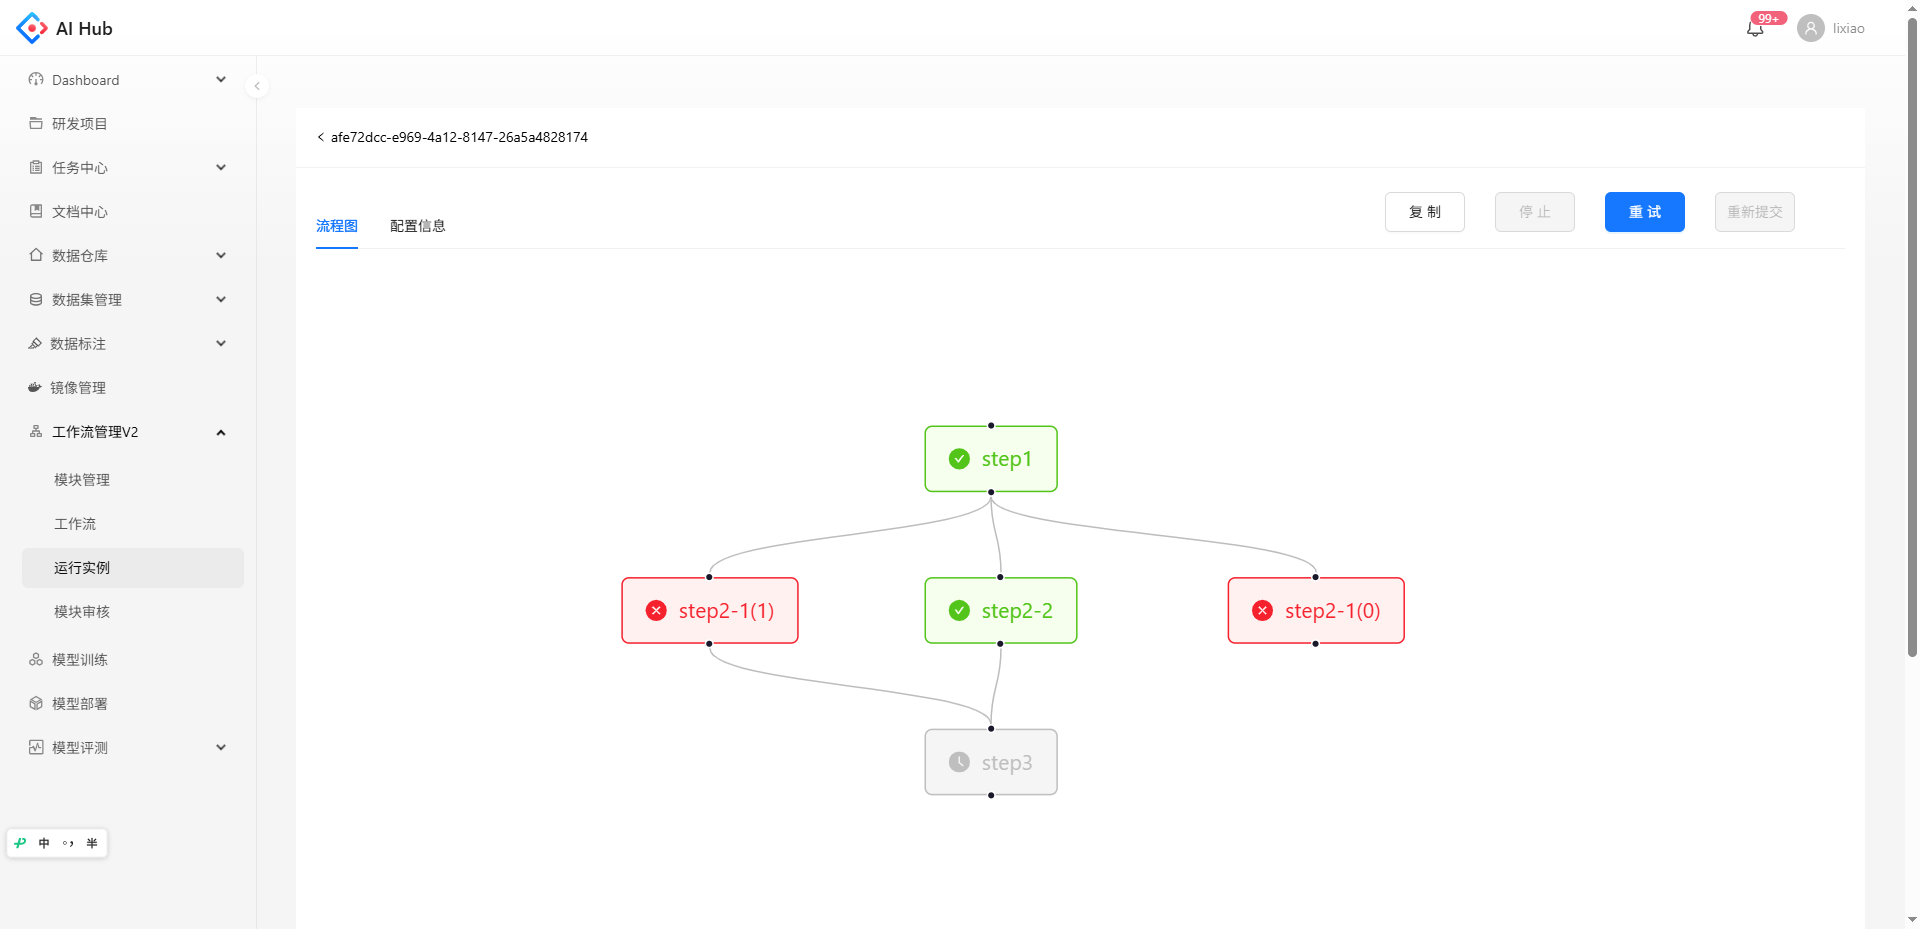 AI Hub
99+
lixiao
Dashboard
研发项目
任务中心
文档中心
数据仓库
数据集管理
数据标注
镜像管理
工作流管理V2
模块管理
工作流
运行实例
模块审核
模型训练
模型部署
模型评测
afe72dcc-e969-4a12-8147-26a5a4828174
流程图
配置信息
复 制
停 止
重 试
重新提交
step1
step2-1(1)
step2-2
step2-1(0)
step3
中 °， 半